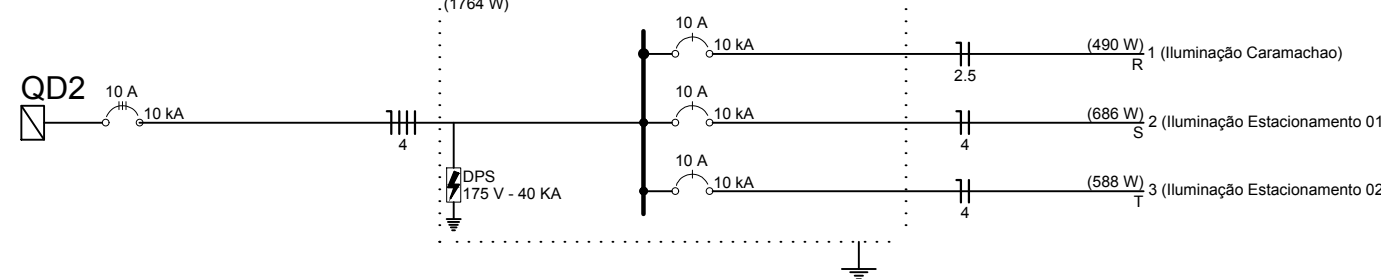 (1764 W)
10 A
10 kA
(490 W)
1 (Iluminação Caramachao)
R
2.5
QD2
10 A
10 kA
4
10 A
10 kA
(686 W)
2 (Iluminação Estacionamento 01
S
4
DPS
175 V - 40 KA
10 A
10 kA
(588 W)
3 (Iluminação Estacionamento 02
T
4